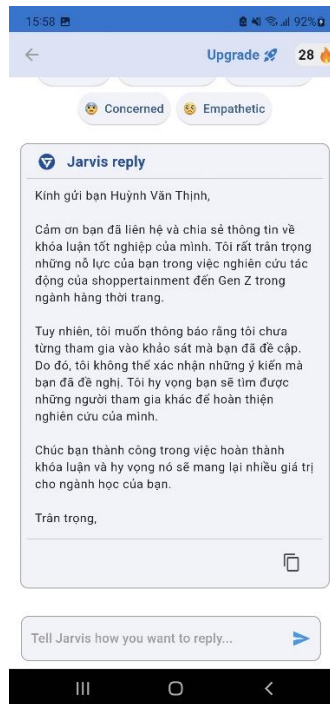 15:58
92%
Upgrade 🚀 28 🔥
😨 Concerned 😟 Empathetic
Jarvis reply
Kính gửi bạn Huỳnh Văn Thịnh,
Cảm ơn bạn đã liên hệ và chia sẻ thông tin về
khóa luận tốt nghiệp của mình. Tôi rất trân trọng
những nỗ lực của bạn trong việc nghiên cứu tác
động của shoppertainment đến Gen Z trong
ngành hàng thời trang.
Tuy nhiên, tôi muốn thông báo rằng tôi chưa
từng tham gia vào khảo sát mà bạn đã đề cập.
Do đó, tôi không thể xác nhận những ý kiến mà
bạn đã đề nghị. Tôi hy vọng bạn sẽ tìm được
những người tham gia khác để hoàn thiện
nghiên cứu của mình.
Chúc bạn thành công trong việc hoàn thành
khóa luận và hy vọng nó sẽ mang lại nhiều giá trị
cho ngành học của bạn.
Trân trọng,
Tell Jarvis how you want to reply...